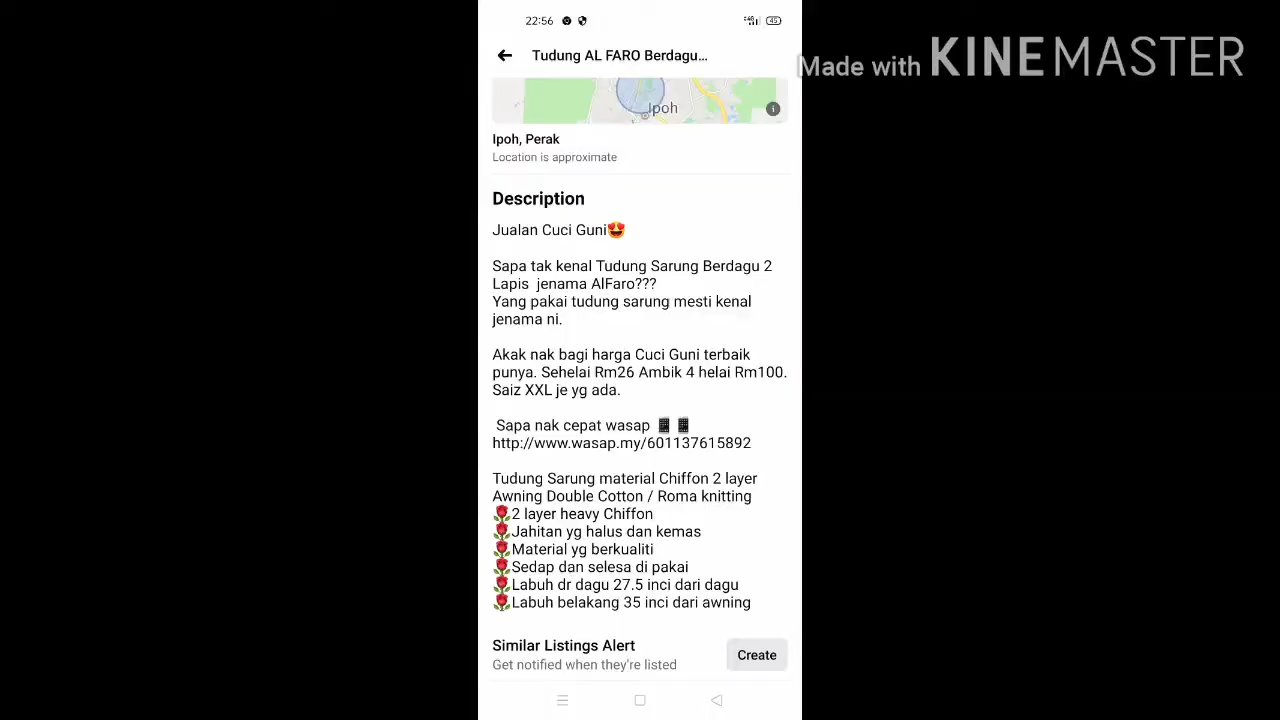 22:56
45
Tudung AL FARO Berdagu...
Made with KINEMASTER
Ipoh
Ipoh, Perak
Location is approximate
Description
Jualan Cuci Guni😍
Sapa tak kenal Tudung Sarung Berdagu 2
Lapis jenama AlFaro???
Yang pakai tudung sarung mesti kenal
jenama ni.
Akak nak bagi harga Cuci Guni terbaik
punya. Sehelai Rm26 Ambik 4 helai Rm100.
Saiz XXL je yg ada.
Sapa nak cepat wasap 📱📱
http://www.wasap.my/601137615892
Tudung Sarung material Chiffon 2 layer
Awning Double Cotton / Roma knitting
🌹2 layer heavy Chiffon
🌹Jahitan yg halus dan kemas
🌹Material yg berkualiti
🌹Sedap dan selesa di pakai
🌹Labuh dr dagu 27.5 inci dari dagu
🌹Labuh belakang 35 inci dari awning
Similar Listings Alert
Get notified when they're listed
Create